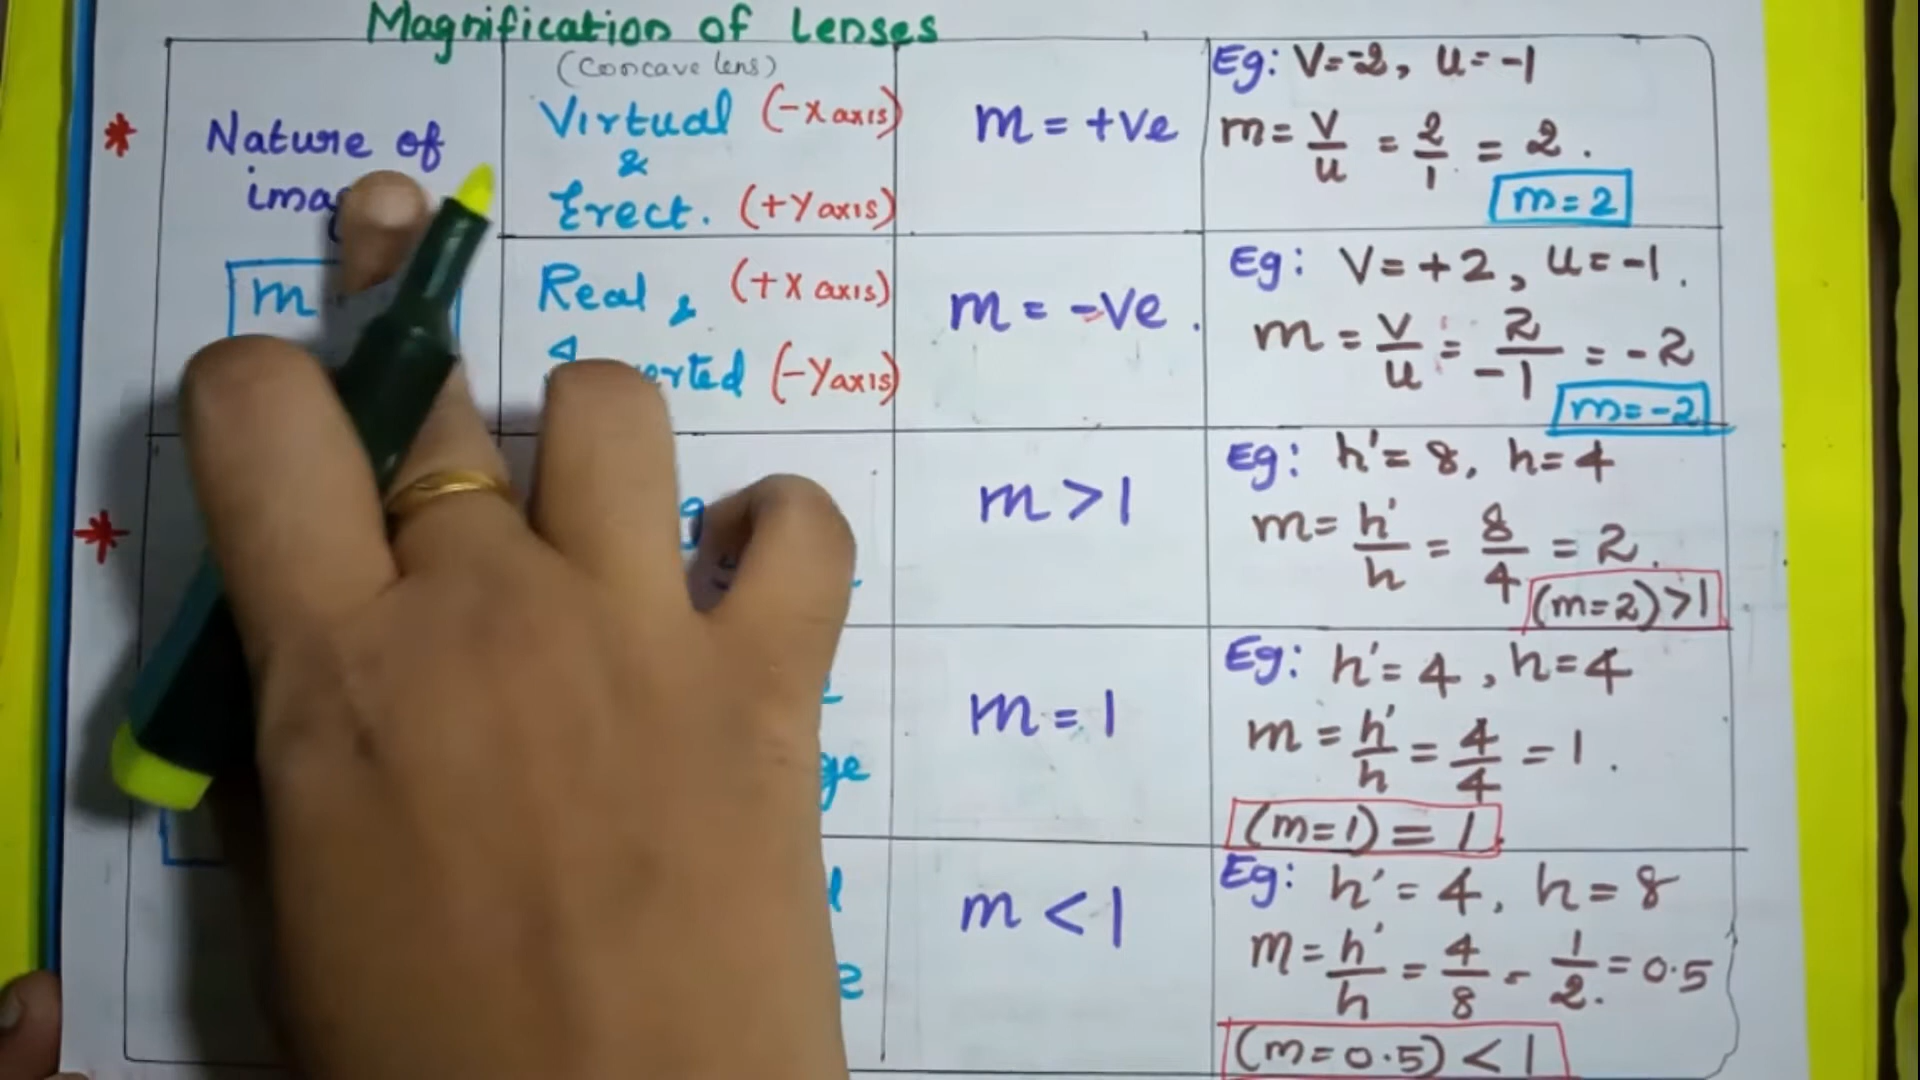 Magnification of Lenses
Nature of
m
(Concave lens)
Virtual (-x axis)
&
Erect. (+Y axis)
m = +ve
Eg: V=-2, u=-1
m= V/u = 2/1 = 2.
m=2
Real & (+x axis)
(-Y axis)
m = -ve.
Eg: V=+2, u=-1.
m = V/u = 2/-1 = -2
m=-2
m > 1
Eg: h'= 8, h=4
m= h'/h = 8/4 = 2.
(m=2) >1
m = 1
Eg: h'= 4, h=4
m = h'/h = 4/4 = 1.
(m=1) = 1.
m < 1
Eg: h'= 4, h= 8
m= h'/h = 4/8 = 1/2. = 0.5
(m=0.5) < 1